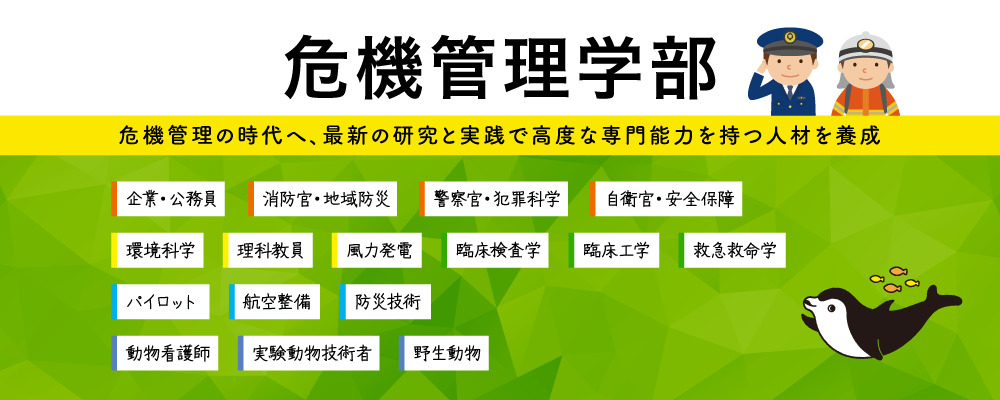 危機管理学部
危機管理の時代へ、最新の研究と実践で高度な専門能力を持つ人材を養成
企業・公務員 消防官・地域防災 警察官・犯罪科学 自衛官・安全保障
環境科学 理科教員 風力発電 臨床検査学 臨床工学 救急救命学
パイロット 航空整備 防災技術
動物看護師 実験動物技術者 野生動物